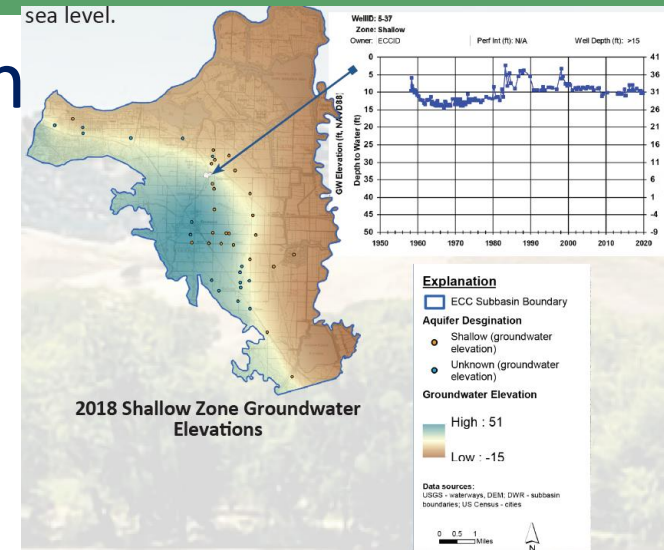 sea level.
n
WellID: 5-37
Zone: Shallow
Owner: ECCID
Perf Int (ft): N/A
Well Depth (ft): >15
GW Elevation (ft, NAVD88)
Depth to Water (ft)
0
5
10
15
20
25
30
35
40
45
50
41
36
31
26
21
16
11
6
1
-4
-9
1950
1960
1970
1980
1990
2000
2010
2020
2018 Shallow Zone Groundwater
Elevations
Explanation
ECC Subbasin Boundary
Aquifer Desgination
Shallow (groundwater
elevation)
Unknown (groundwater
elevation)
Groundwater Elevation
High : 51
Low : -15
Data sources:
USGS - waterways, DEM; DWR - subbasin
boundaries; US Census - cities
0 0.5 1
Miles
N